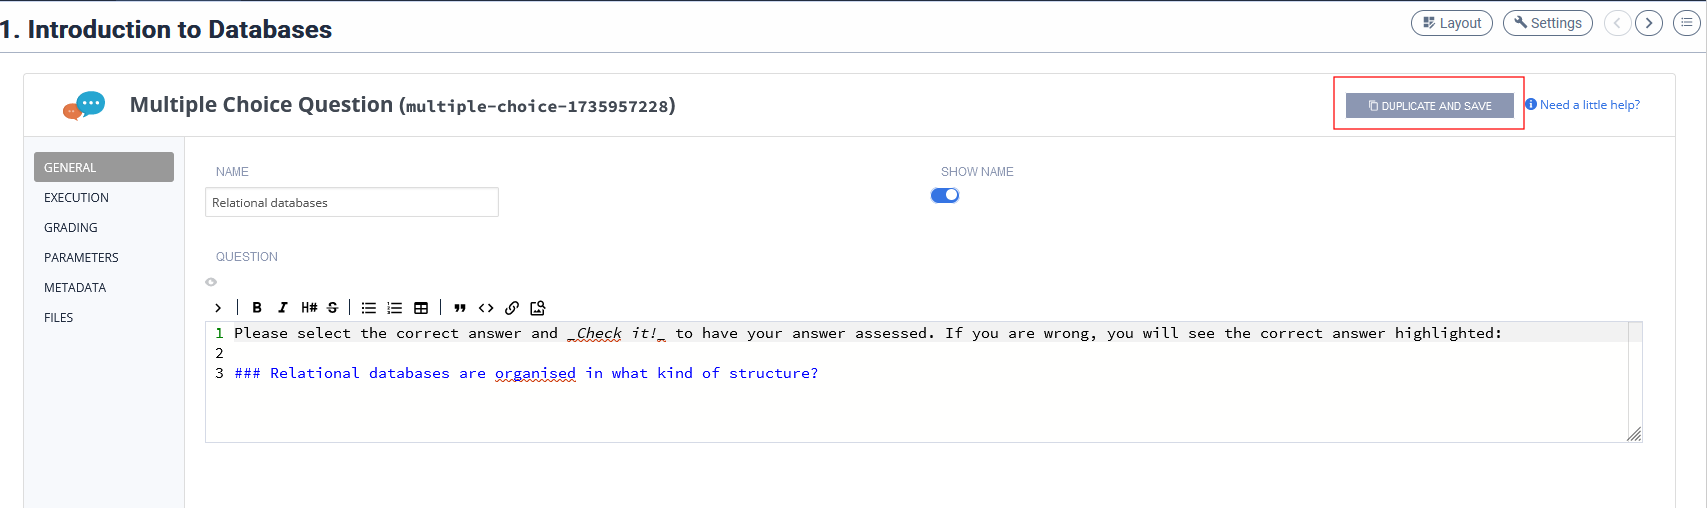 1. Introduction to Databases
Layout
Settings
Multiple Choice Question (multiple-choice-1735957228)
DUPLICATE AND SAVE
Need a little help?
GENERAL
EXECUTION
GRADING
PARAMETERS
METADATA
FILES
NAME
SHOW NAME
Relational databases
QUESTION
B I H# S
1 Please select the correct answer and _Check it!_ to have your answer assessed. If you are wrong, you will see the correct answer highlighted:
2
3 ### Relational databases are organised in what kind of structure?